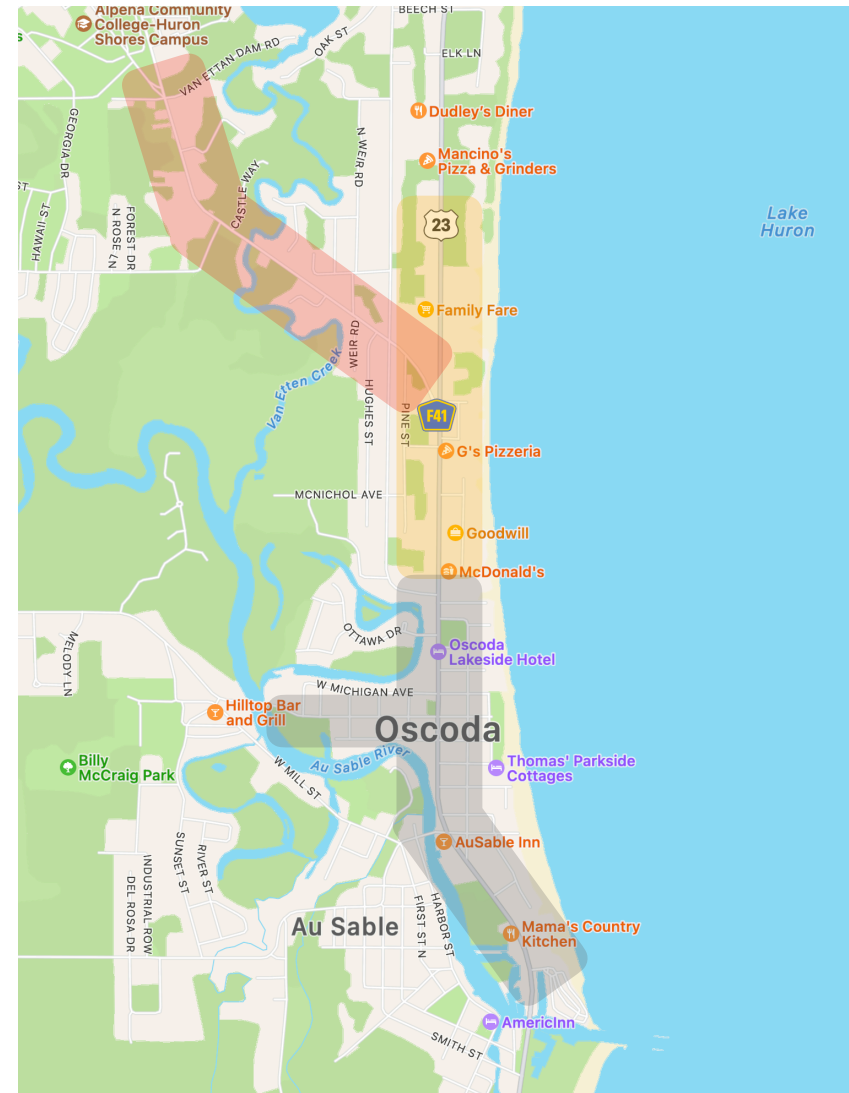 BEECH ST
Alpena Community
College-Huron
Shores Campus
s
VAN ETTAN DAM RD
OAK ST
ELK LN
Dudley's Diner
GEORGIA DR
N WEIR RD
Mancino's
Pizza & Grinders
ST
CASTLE WAY
HAWAII ST
N ROSE LN
FOREST DR
23
Lake
Huron
Family Fare
WEIR RD
Van Etten Creek
HUGHES ST
PINE ST
F41
G's Pizzeria
MCNICHOL AVE
Goodwill
McDonald's
OTTAWA DR
MELODY LN
Oscoda
Lakeside Hotel
W MICHIGAN AVE
Hilltop Bar
and Grill
Oscoda
Au Sable River
Billy
McCraig Park
W MILL ST
Thomas' Parkside
Cottages
SUNSET ST
RIVER ST
AuSable Inn
DEL ROSA DR
INDUSTRIAL ROW
Au Sable
FIRST ST N
HARBOR ST
Mama's Country
Kitchen
AmericInn
SMITH ST